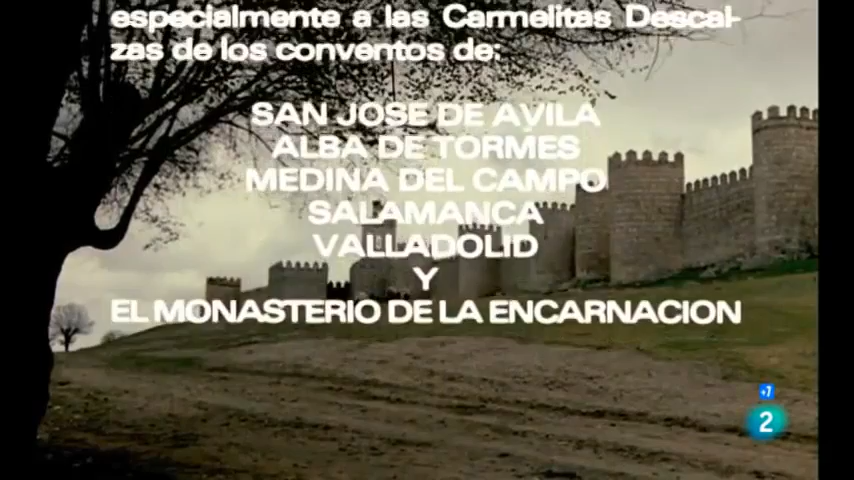 especialmente a las Carmelitas Descal-
zas de los conventos de:
SAN JOSE DE AVILA
ALBA DE TORMES
MEDINA DEL CAMPO
SALAMANCA
VALLADOLID
Y
EL MONASTERIO DE LA ENCARNACION
+7
2